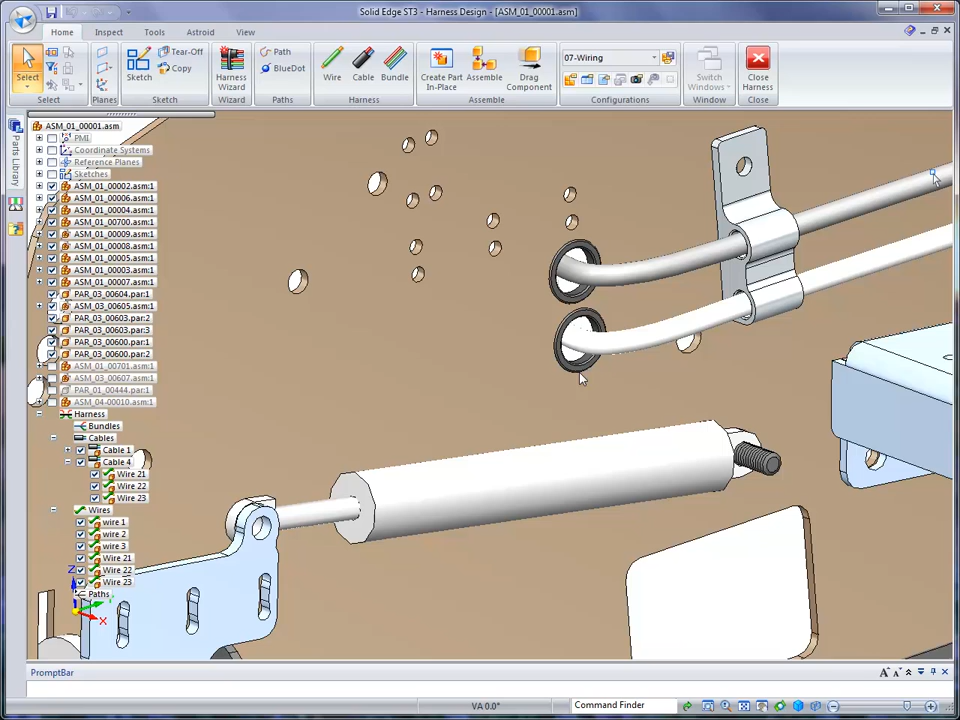 Solid Edge ST3 - Harness Design - [ASM_01_00001.asm]
Home Inspect Tools Astroid View
Select
Select
Planes
Sketch
Tear-Off
Copy
Sketch
Harness Wizard
Wizard
Path
BlueDot
Paths
Wire
Cable
Bundle
Harness
Create Part In-Place
Assemble
Drag Component
Assemble
07-Wiring
Configurations
Switch Windows
Window
Close Harness
Close
Parts Library
ASM_01_00001.asm
PMI
Coordinate Systems
Reference Planes
Sketches
ASM_01_00002.asm:1
ASM_01_00006.asm:1
ASM_01_00004.asm:1
ASM_01_00700.asm:1
ASM_01_00009.asm:1
ASM_01_00008.asm:1
ASM_01_00005.asm:1
ASM_01_00003.asm:1
ASM_01_00007.asm:1
PAR_03_00604.par:1
ASM_03_00605.asm:1
PAR_03_00603.par:2
PAR_03_00603.par:3
PAR_03_00600.par:1
PAR_03_00600.par:2
ASM_01_00701.asm:1
ASM_03_00607.asm:1
PAR_01_00444.par:1
ASM_04-00010.asm:1
Harness
Bundles
Cables
Cable 1
Cable 4
Wire 21
Wire 22
Wire 23
Wires
wire 1
wire 2
wire 3
Wire 21
Wire 22
Wire 23
Paths
Z
X
PromptBar
VA 0.0°
Command Finder